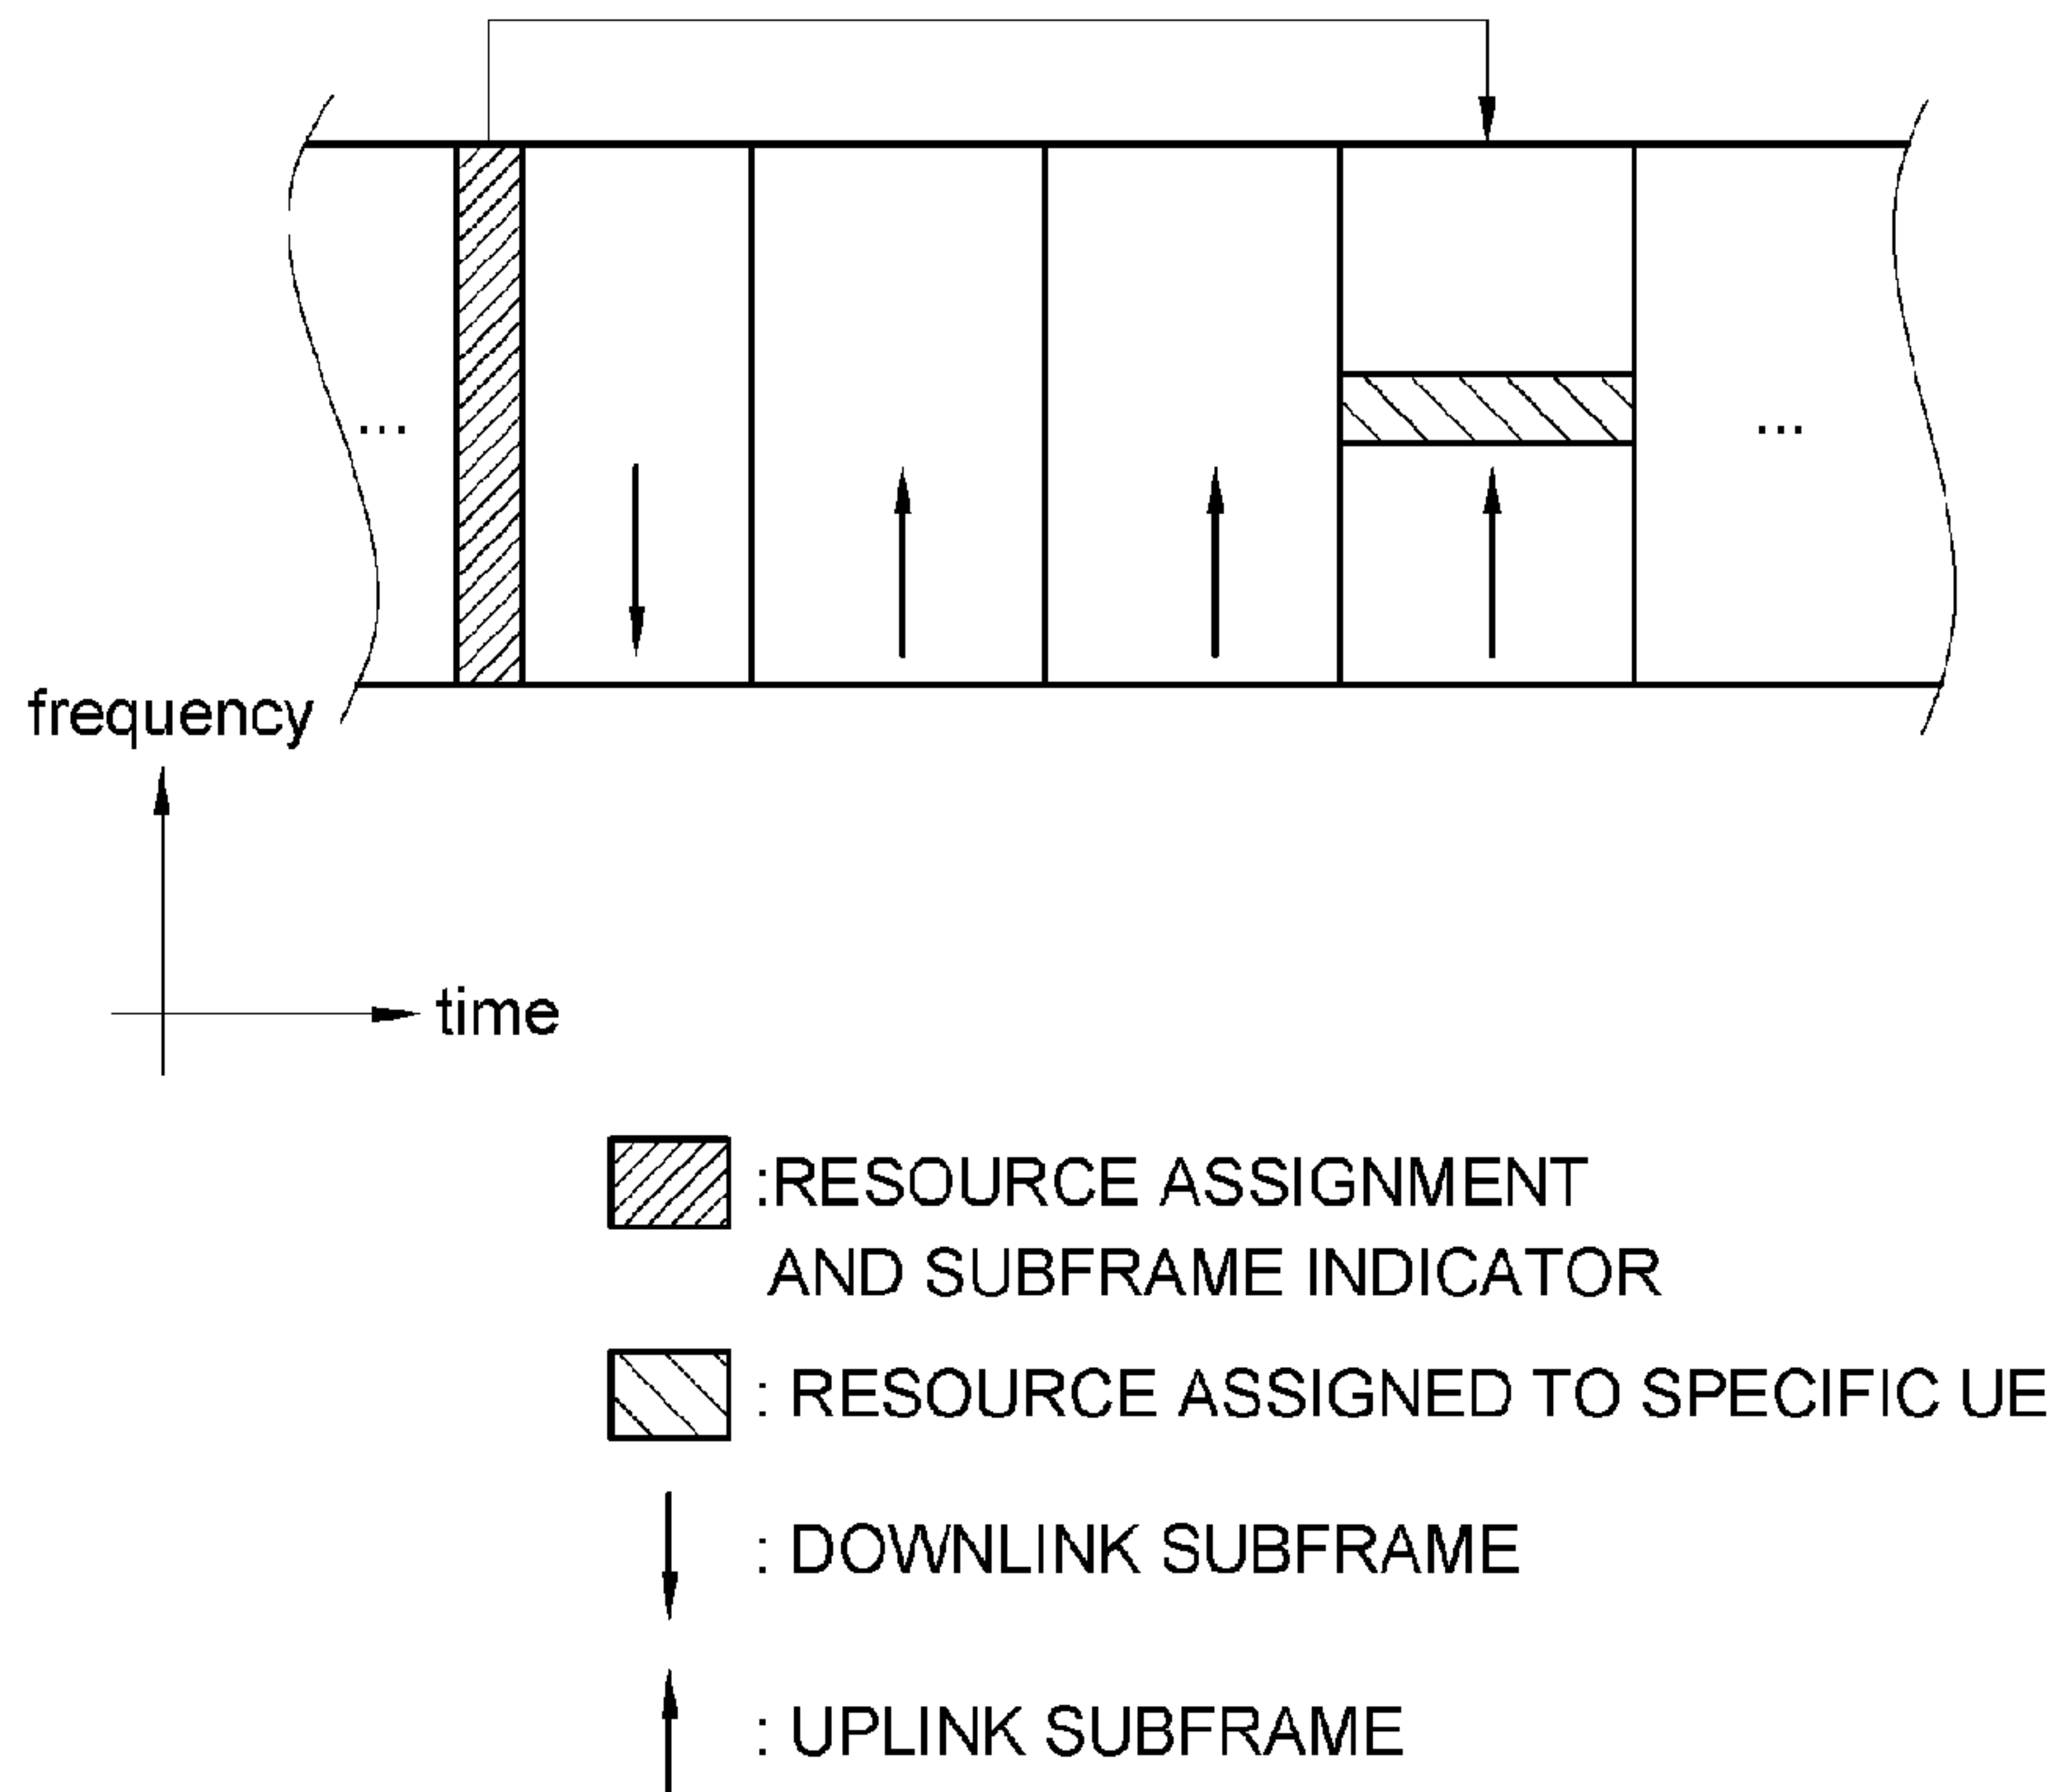 ...
...
frequency
time
:RESOURCE ASSIGNMENT
AND SUBFRAME INDICATOR
: RESOURCE ASSIGNED TO SPECIFIC UE
: DOWNLINK SUBFRAME
: UPLINK SUBFRAME